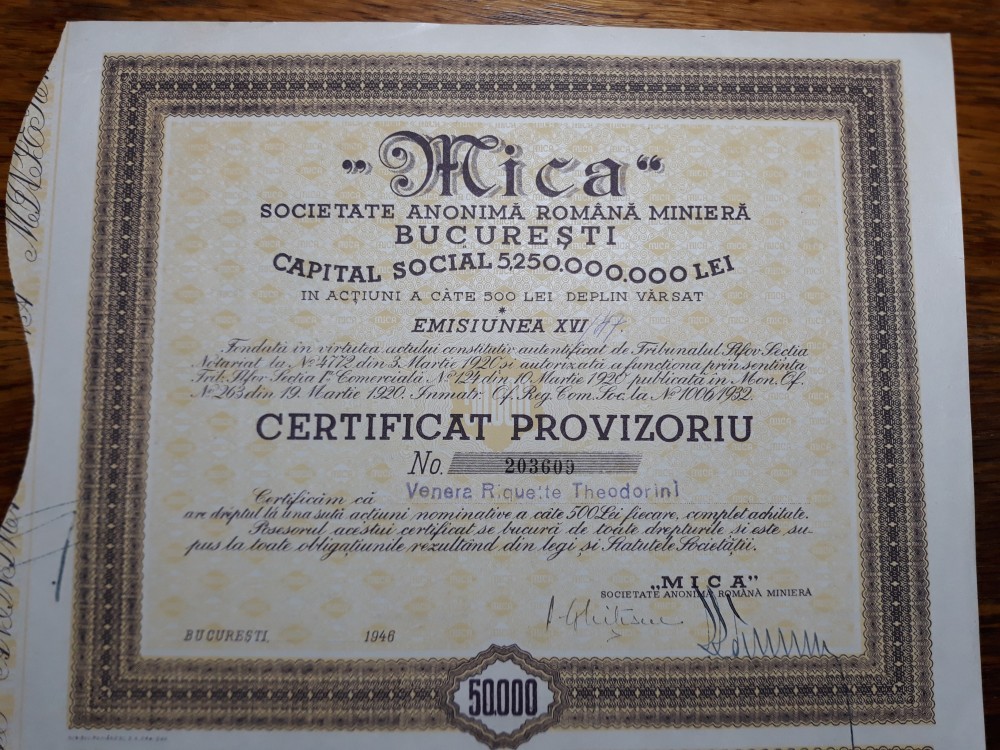 „Mica“
SOCIETATE ANONIMĂ ROMÂNĂ MINIERĂ
BUCUREȘTI
CAPITAL SOCIAL 5,250.000.000 LEI
IN ACȚIUNI A CÂTE 500 LEI DEPLIN VĂRSAT
*
EMISIUNEA XVI
Fondată în virtutea actului constitutiv autentificat de Tribunalul Ilfov Secția
Notariat la Nº 4772 din 3 Martie 1920 și autorizată a funcționa prin sentința
Trib. Ilfov Secția Iª Comercială Nº 124 din 10 Martie 1920 publicată în Mon. Of.
Nº 263 din 19 Martie 1920. Inmatr. Of. Reg. Com. Soc. la Nº 1006/1932.
CERTIFICAT PROVIZORIU
No. 203609
Venera Riquette Theodorini
Certificăm că
are dreptul la una sută acțiuni nominative a câte 500 Lei fiecare, complet achitate.
Posesorul acestui certificat se bucură de toate drepturile și este su-
pus la toate obligațiunile rezultând din legi și Statutele Societății.
„MICA”
SOCIETATE ANONIMĂ ROMÂNĂ MINIERĂ
BUCUREȘTI, 1946
50.000